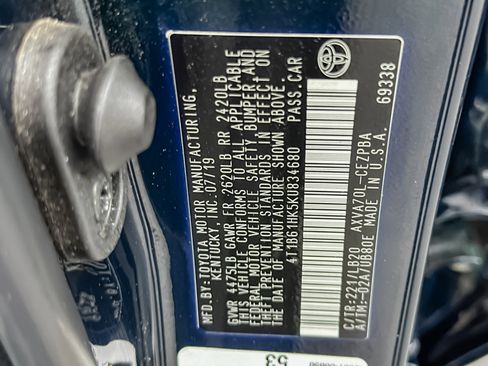 MFD. BY:
TOYOTA MOTOR MANUFACTURING,
KENTUCKY, INC. 07/19
GVWR 4475LB GAWR FR 2620LB RR 2420LB
THIS VEHICLE CONFORMS TO ALL APPLICABLE
FEDERAL MOTOR VEHICLE SAFETY, BUMPER AND
THEFT PREVENTION STANDARDS IN EFFECT ON
THE DATE OF MANUFACTURE SHOWN ABOVE.
4T1B61HK5KU834680 PASS.CAR
C/TR:221/LB20 AXVA70L-CEZPBA
A/TM:-02A/UB80E MADE IN U.S.A.
69338
53